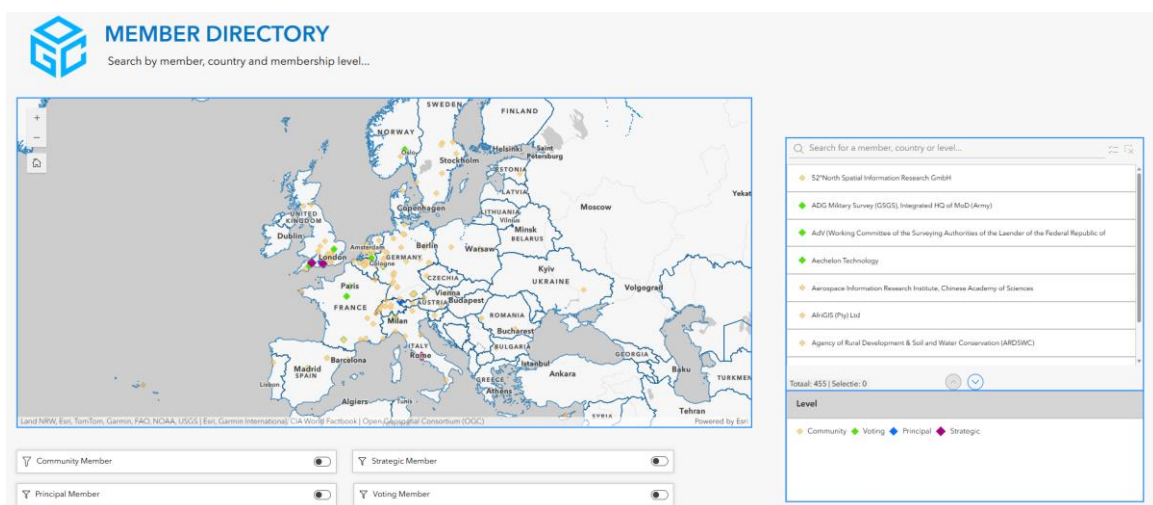 OGC
MEMBER DIRECTORY
Search by member, country and membership level...
+
−
SWEDEN
FINLAND
NORWAY
Oslo
Helsinki
Saint Petersburg
Stockholm
ESTONIA
LATVIA
Yekat
Copenhagen
Moscow
LITHUANIA
Vilnius
UNITED KINGDOM
Minsk
BELARUS
Dublin
Amsterdam
Berlin
Warsaw
London
GERMANY
Cologne
Kyiv
CZECHIA
UKRAINE
Paris
Vienna
Volgograd
AUSTRIA
Budapest
FRANCE
Milan
ROMANIA
Bucharest
ITALY
BULGARIA
Barcelona
Rome
GEORGIA
Madrid
SPAIN
Istanbul
Baku
Ankara
TURKMEN
Lisbon
GREECE
Athens
Algiers
Tunis
Tehran
SYRIA
Land NRW, Esri, TomTom, Garmin, FAO, NOAA, USGS | Esri, Garmin International, CIA World Factbook | Open Geospatial Consortium (OGC)
Powered by Esri
Search for a member, country or level...
52°North Spatial Information Research GmbH
ADG Military Survey (GSGS), Integrated HQ of MoD (Army)
AdV (Working Committee of the Surveying Authorities of the Laender of the Federal Republic of
Aechelon Technology
Aerospace Information Research Institute, Chinese Academy of Sciences
AfriGIS (Pty) Ltd
Agency of Rural Development & Soil and Water Conservation (ARDSWC)
Totaal: 455 | Selectie: 0
Level
Community Voting Principal Strategic
Community Member
Strategic Member
Principal Member
Voting Member